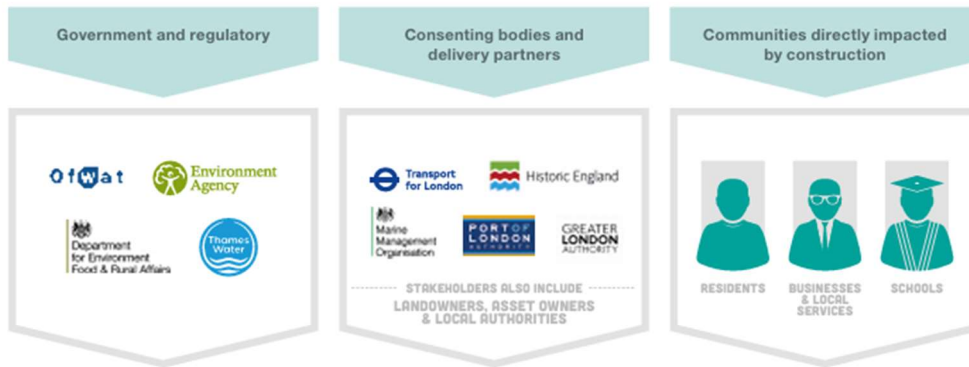 Government and regulatory
Consenting bodies and
delivery partners
Communities directly impacted
by construction
Ofwat
Environment
Agency
Department
for Environment
Food & Rural Affairs
Thames
Water
Transport
for London
Historic England
Marine
Management
Organisation
PORT OF
LONDON
AUTHORITY
GREATER
LONDON
AUTHORITY
STAKEHOLDERS ALSO INCLUDE
LANDOWNERS, ASSET OWNERS
& LOCAL AUTHORITIES
RESIDENTS
BUSINESSES
& LOCAL
SERVICES
SCHOOLS